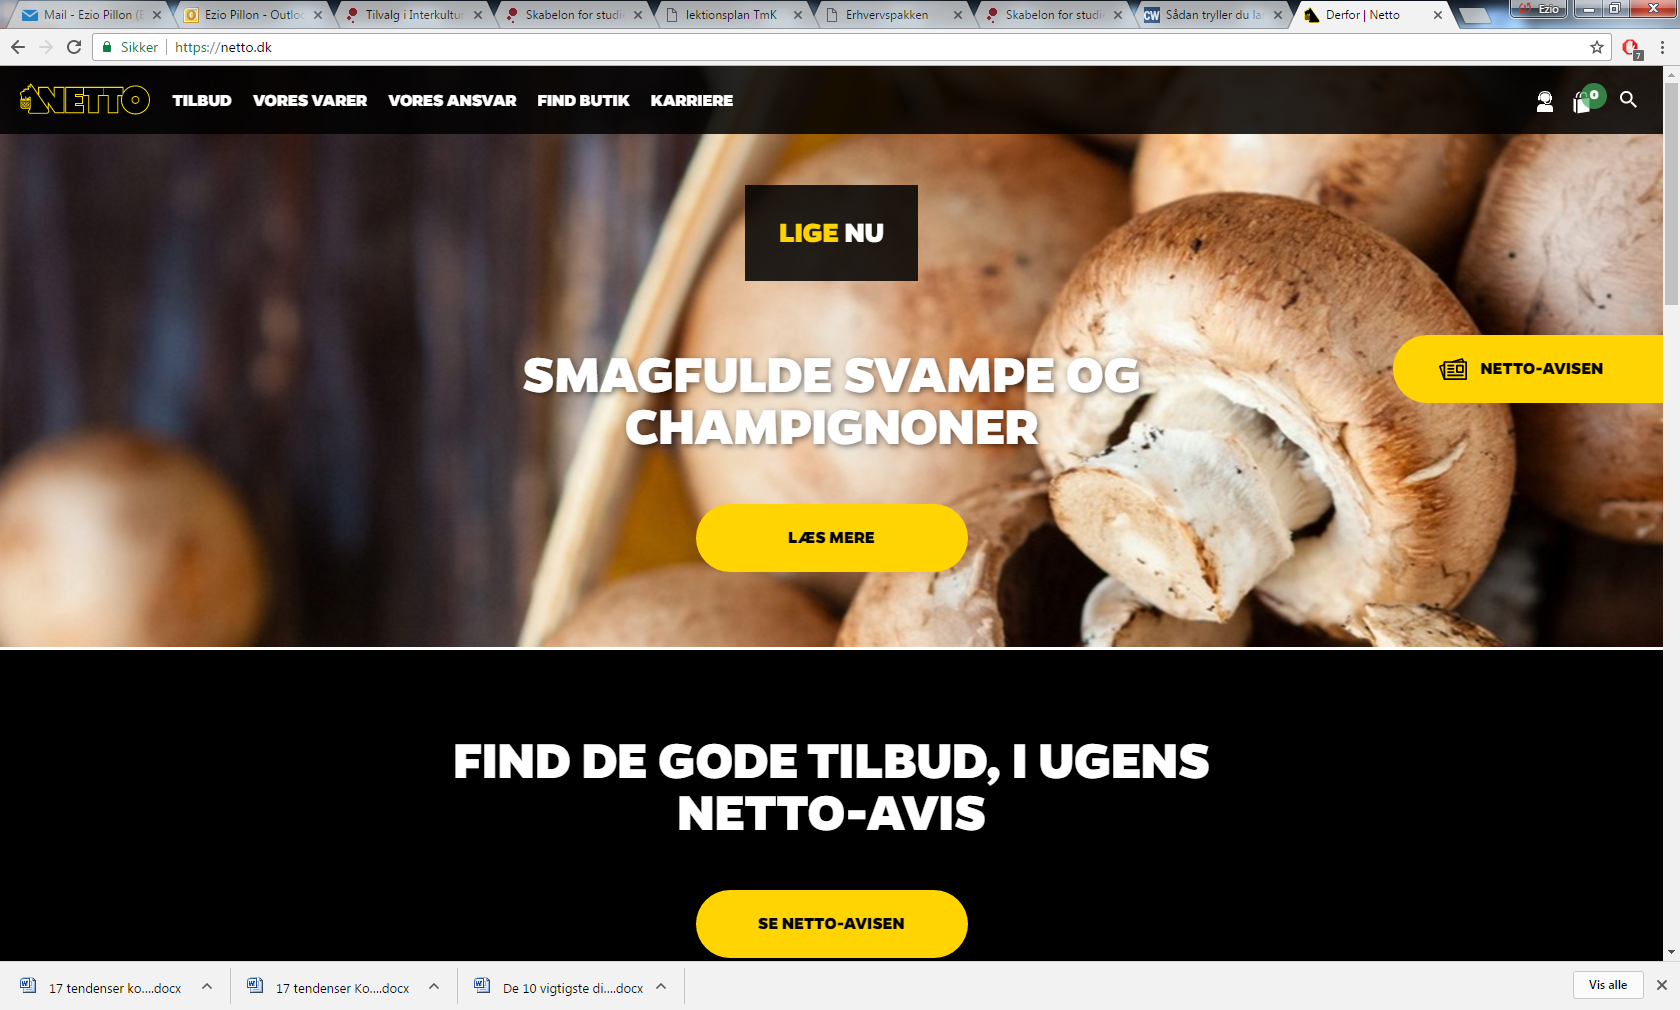 Mail - Ezio Pillon (E
Ezio Pillon - Outlo
Tilvalg i Interkultu
Skabelon for studie
lektionsplan TmK
Erhvervspakken
Skabelon for studie
Sådan tryller du la
Derfor | Netto
Ezio
Sikker
https://netto.dk
7
NETTO
TILBUD
VORES VARER
VORES ANSVAR
FIND BUTIK
KARRIERE
0
LIGE NU
SMAGFULDE SVAMPE OG
CHAMPIGNONER
NETTO-AVISEN
LÆS MERE
FIND DE GODE TILBUD, I UGENS
NETTO-AVIS
SE NETTO-AVISEN
17 tendenser ko....docx
17 tendenser Ko....docx
De 10 vigtigste di....docx
Vis alle